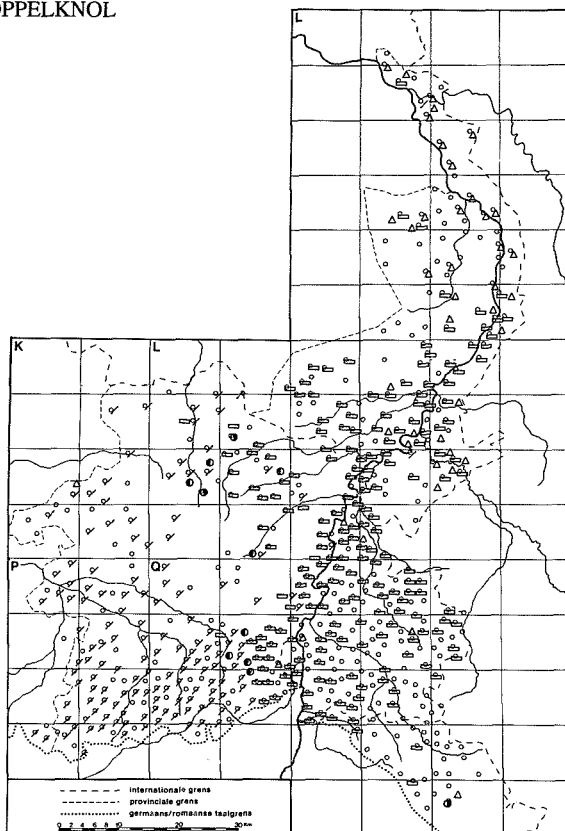 OPPELKNOL
L
K L
P Q
internationale grens
provinciale grens
germaans/romaanse taalgrens
0 2 4 6 8 10 20 30 Km